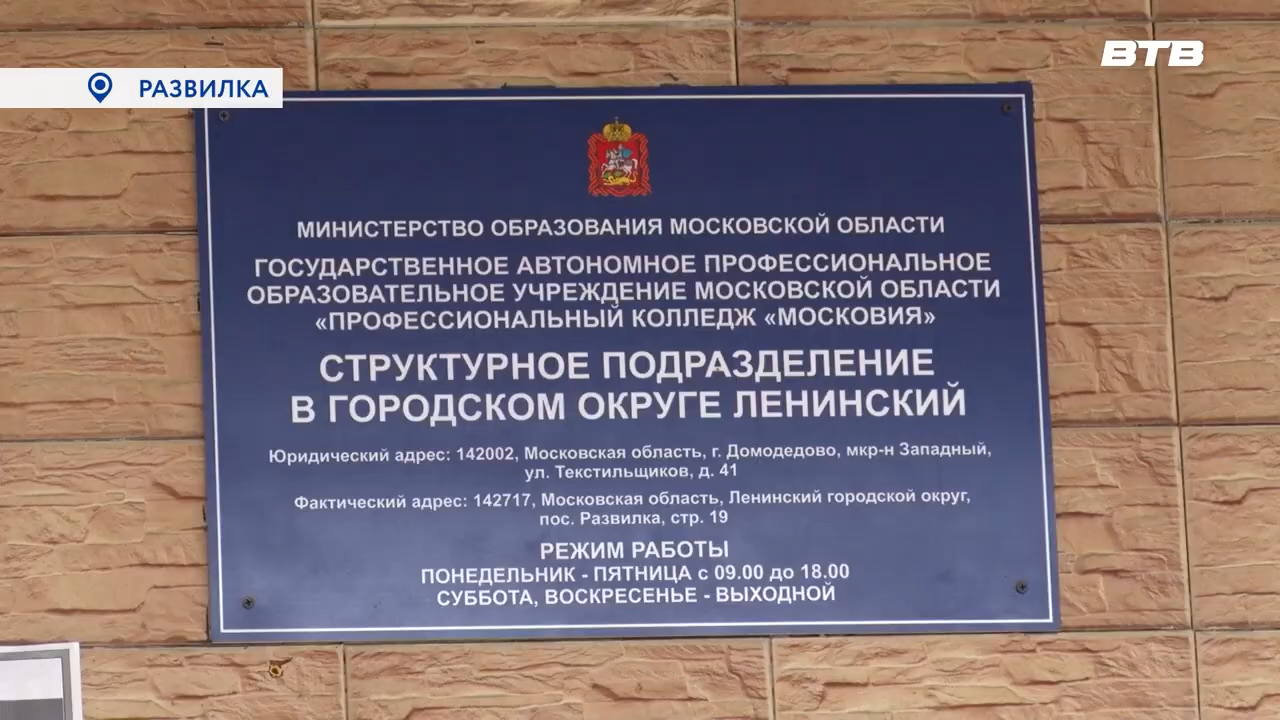 ВТВ
РАЗВИЛКА
МИНИСТЕРСТВО ОБРАЗОВАНИЯ МОСКОВСКОЙ ОБЛАСТИ
ГОСУДАРСТВЕННОЕ АВТОНОМНОЕ ПРОФЕССИОНАЛЬНОЕ
ОБРАЗОВАТЕЛЬНОЕ УЧРЕЖДЕНИЕ МОСКОВСКОЙ ОБЛАСТИ
«ПРОФЕССИОНАЛЬНЫЙ КОЛЛЕДЖ «МОСКОВИЯ»
СТРУКТУРНОЕ ПОДРАЗДЕЛЕНИЕ
В ГОРОДСКОМ ОКРУГЕ ЛЕНИНСКИЙ
Юридический адрес: 142002, Московская область, г. Домодедово, мкр-н Западный,
ул. Текстильщиков, д. 41
Фактический адрес: 142717, Московская область, Ленинский городской округ,
пос. Развилка, стр. 19
РЕЖИМ РАБОТЫ
ПОНЕДЕЛЬНИК - ПЯТНИЦА с 09.00 до 18.00
СУББОТА, ВОСКРЕСЕНЬЕ - ВЫХОДНОЙ